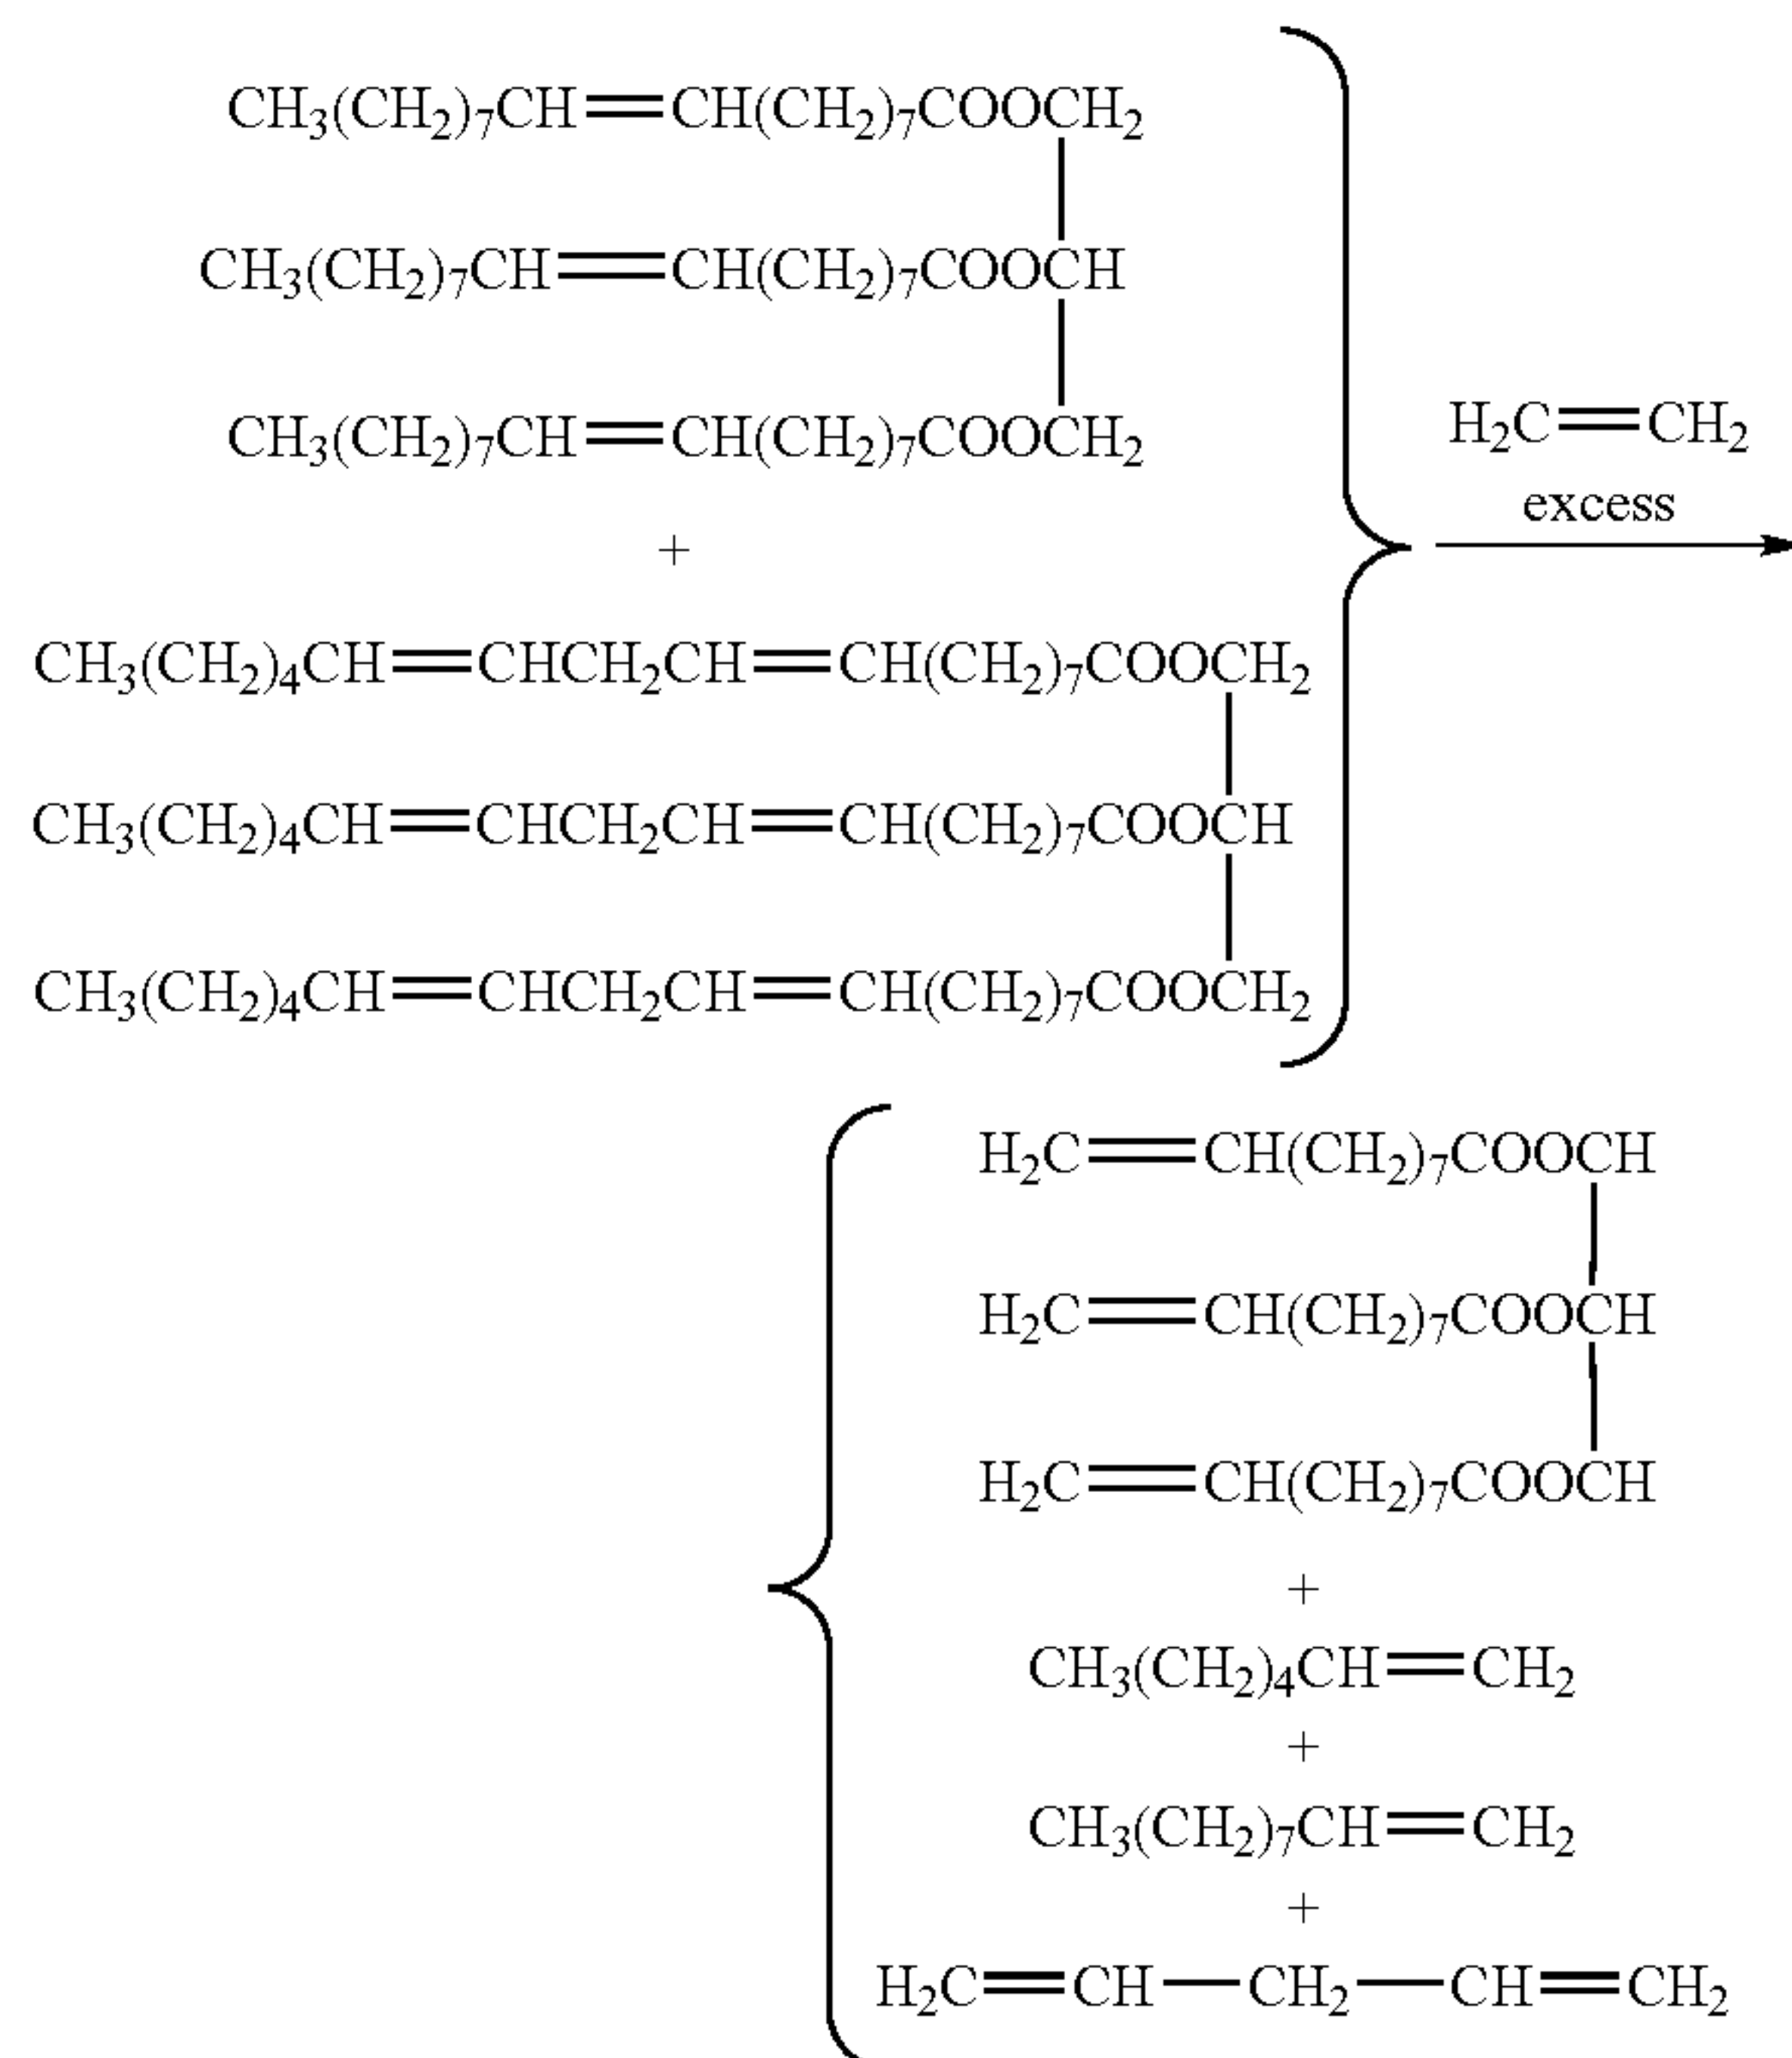 CH₃(CH₂)₇CH=CH(CH₂)₇COOCH₂
CH₃(CH₂)₇CH=CH(CH₂)₇COOCH
CH₃(CH₂)₇CH=CH(CH₂)₇COOCH₂
+
CH₃(CH₂)₄CH=CHCH₂CH=CH(CH₂)₇COOCH₂
CH₃(CH₂)₄CH=CHCH₂CH=CH(CH₂)₇COOCH
CH₃(CH₂)₄CH=CHCH₂CH=CH(CH₂)₇COOCH₂
H₂C=CH₂
excess
H₂C=CH(CH₂)₇COOCH
H₂C=CH(CH₂)₇COOCH
H₂C=CH(CH₂)₇COOCH
+
CH₃(CH₂)₄CH=CH₂
+
CH₃(CH₂)₇CH=CH₂
+
H₂C=CH—CH₂—CH=CH₂